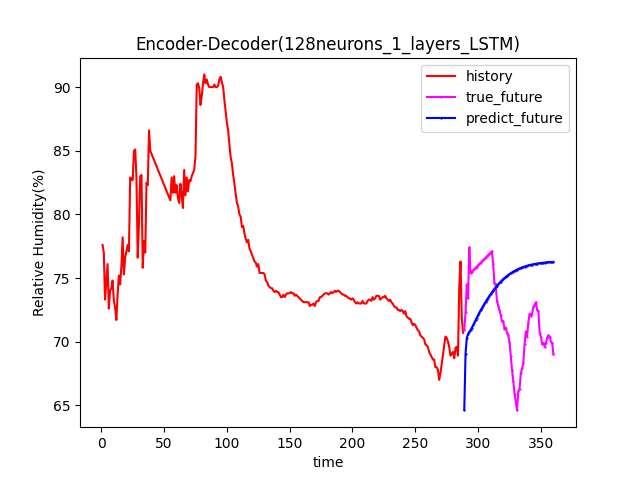 Encoder-Decoder(128neurons_1_layers_LSTM)
history
true_future
predict_future
Relative Humidity(%)
90
85
80
75
70
65
0 50 100 150 200 250 300 350
time